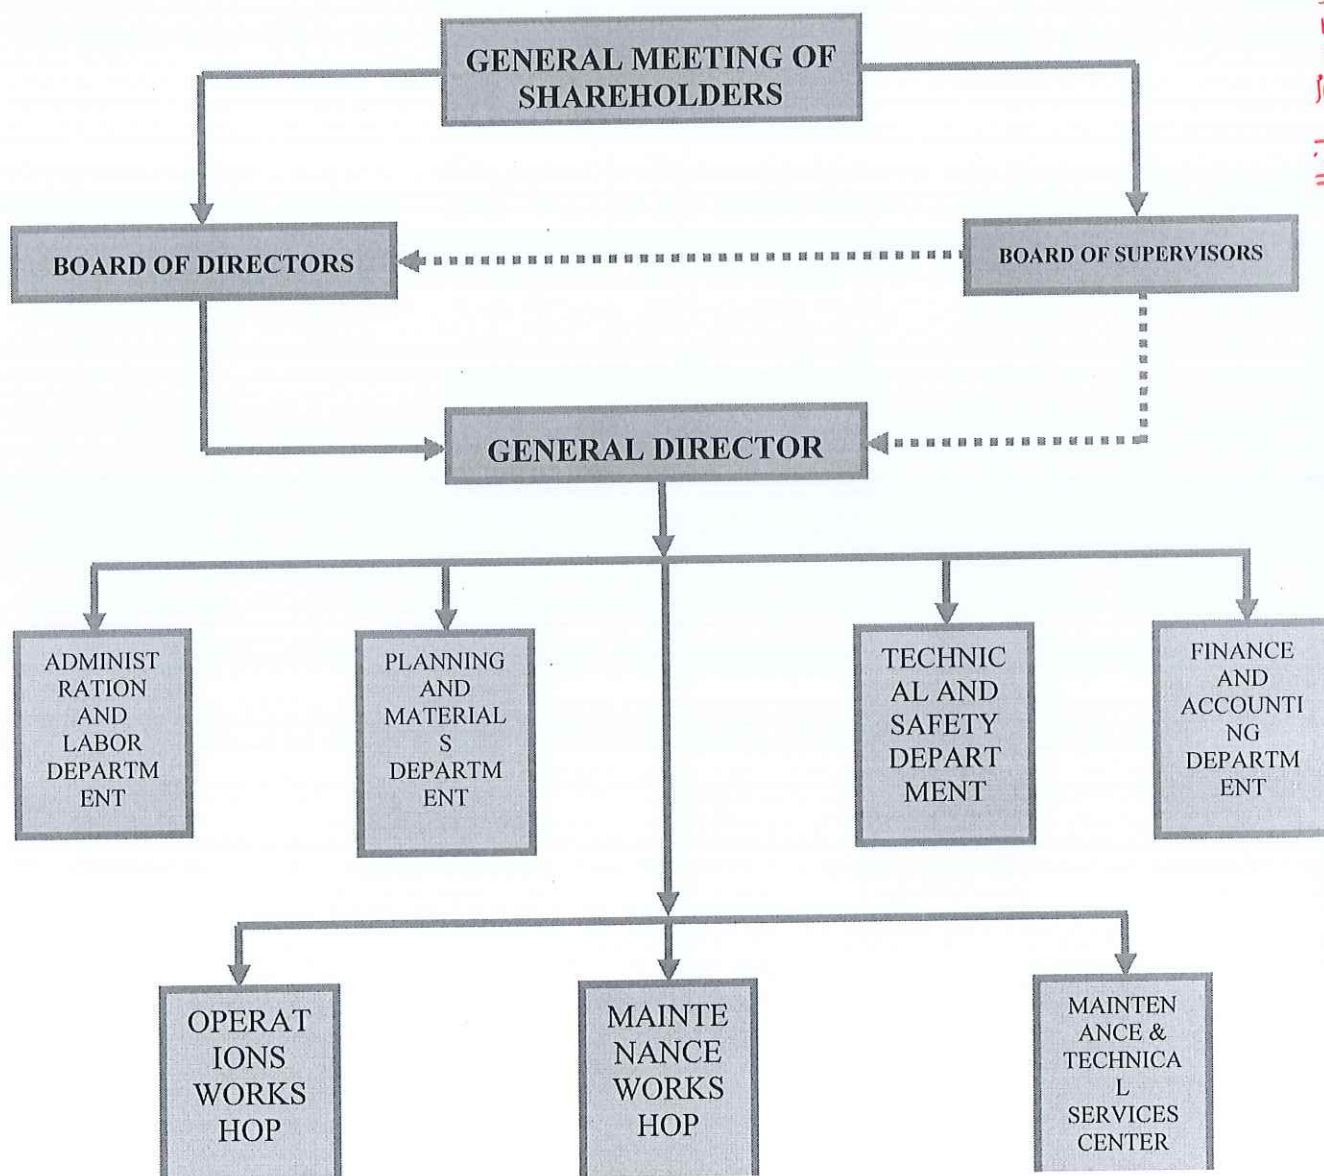 GENERAL MEETING OF
SHAREHOLDERS
BOARD OF DIRECTORS
BOARD OF SUPERVISORS
GENERAL DIRECTOR
ADMINIST
RATION
AND
LABOR
DEPARTM
ENT
PLANNING
AND
MATERIAL
S
DEPARTM
ENT
TECHNIC
AL AND
SAFETY
DEPART
MENT
FINANCE
AND
ACCOUNTI
NG
DEPARTM
ENT
OPERAT
IONS
WORKS
HOP
MAINTE
NANCE
WORKS
HOP
MAINTEN
ANCE &
TECHNICA
L
SERVICES
CENTER